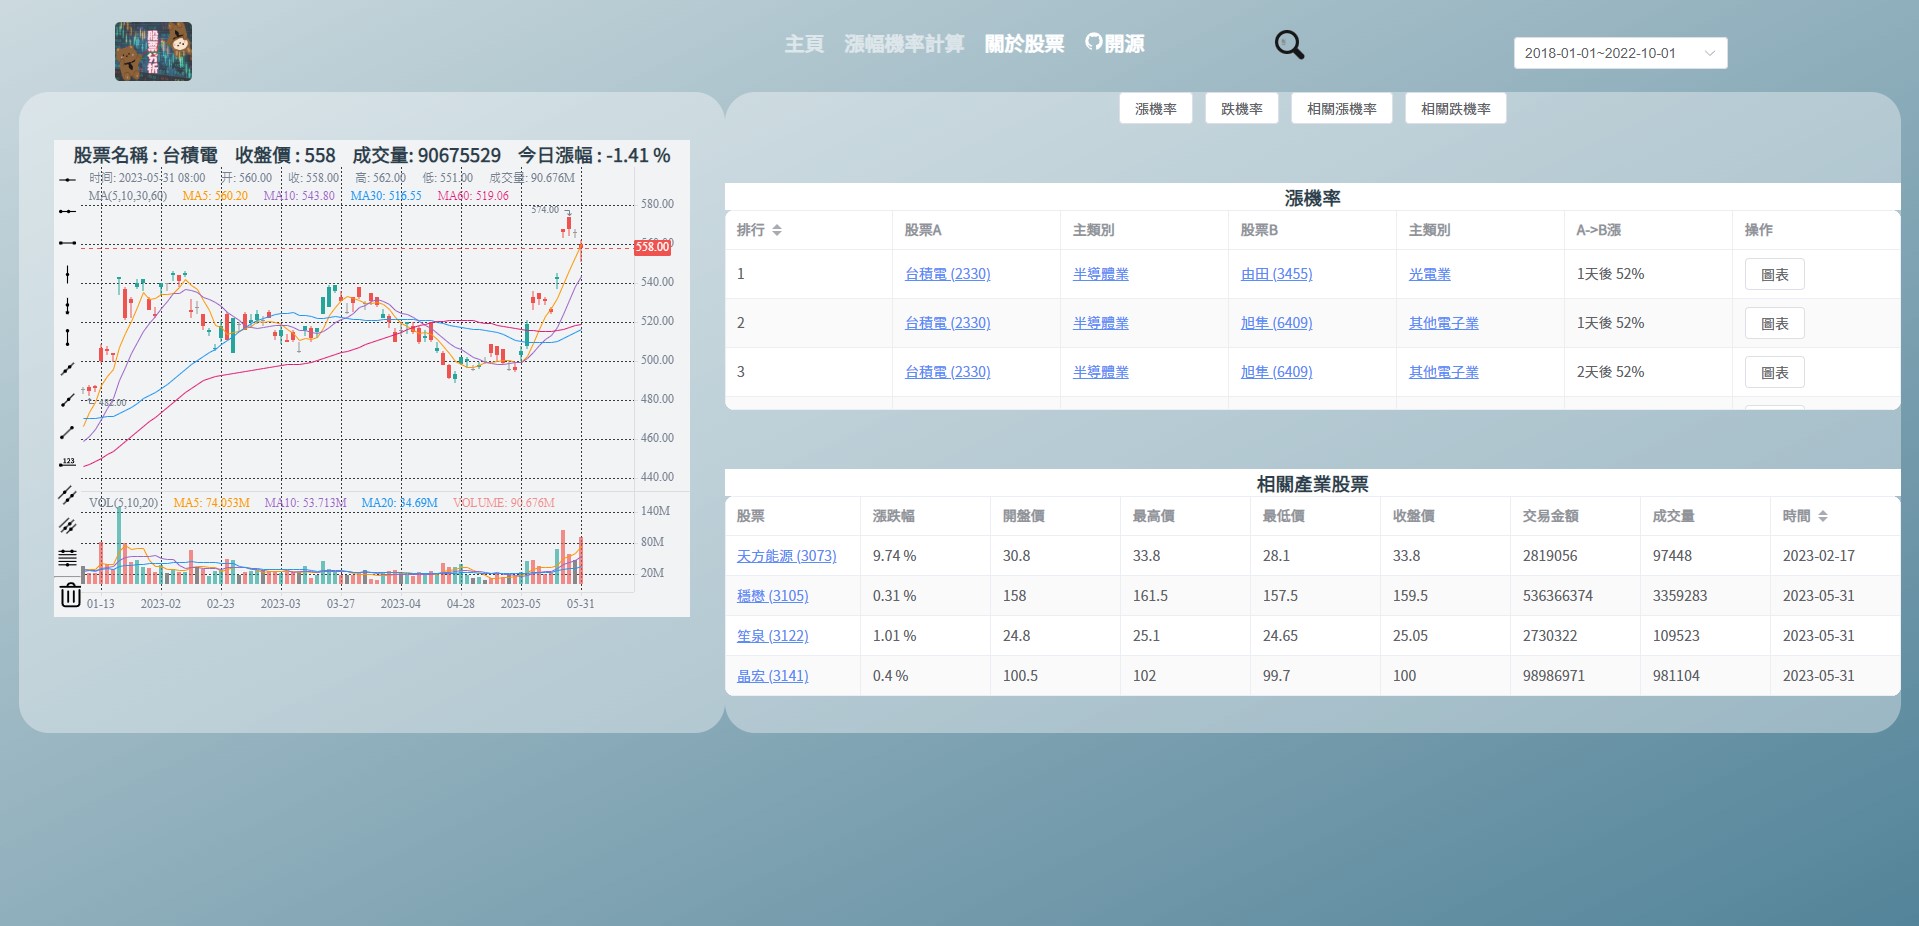 股票分析
主頁 漲幅機率計算 關於股票 開源
2018-01-01~2022-10-01
漲機率 跌機率 相關漲機率 相關跌機率
股票名稱 : 台積電 收盤價 : 558 成交量: 90675529 今日漲幅 : -1.41 %
时间: 2023-05-31 08:00 开: 560.00 收: 558.00 高: 562.00 低: 551.00 成交量: 90.676M
MA(5,10,30,60) MA5: 560.20 MA10: 543.80 MA30: 516.55 MA60: 519.06
574.00
580.00
560.00
558.00
540.00
520.00
500.00
480.00
482.00
460.00
123
440.00
VOL(5,10,20) MA5: 74.053M MA10: 53.713M MA20: 34.69M VOLUME: 90.676M
140M
80M
20M
01-13 2023-02 02-23 2023-03 03-27 2023-04 04-28 2023-05 05-31
漲機率
排行 股票A 主類別 股票B 主類別 A->B漲 操作
1 台積電 (2330) 半導體業 由田 (3455) 光電業 1天後 52% 圖表
2 台積電 (2330) 半導體業 旭隼 (6409) 其他電子業 1天後 52% 圖表
3 台積電 (2330) 半導體業 旭隼 (6409) 其他電子業 2天後 52% 圖表
相關產業股票
股票 漲跌幅 開盤價 最高價 最低價 收盤價 交易金額 成交量 時間
天方能源 (3073) 9.74 % 30.8 33.8 28.1 33.8 2819056 97448 2023-02-17
穩懋 (3105) 0.31 % 158 161.5 157.5 159.5 536366374 3359283 2023-05-31
笙泉 (3122) 1.01 % 24.8 25.1 24.65 25.05 2730322 109523 2023-05-31
晶宏 (3141) 0.4 % 100.5 102 99.7 100 98986971 981104 2023-05-31